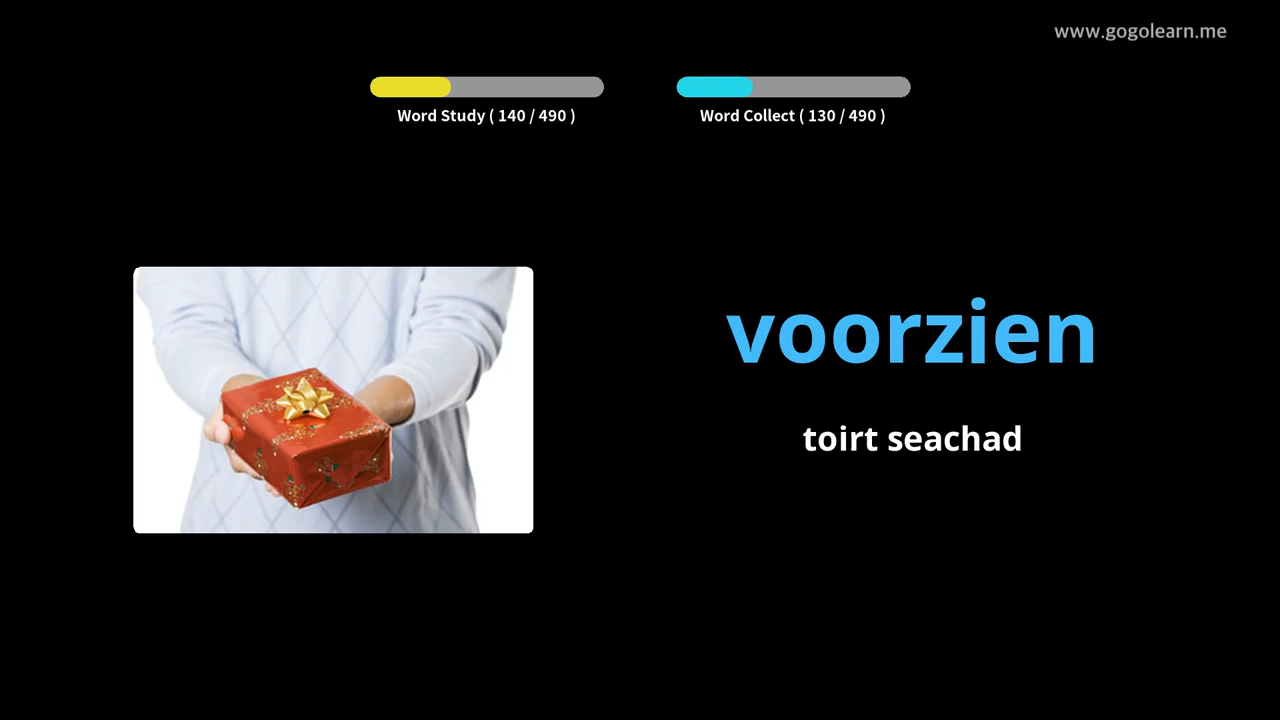 www.gogolearn.me
Word Study ( 140 / 490 )
Word Collect ( 130 / 490 )
voorzien
toirt seachad